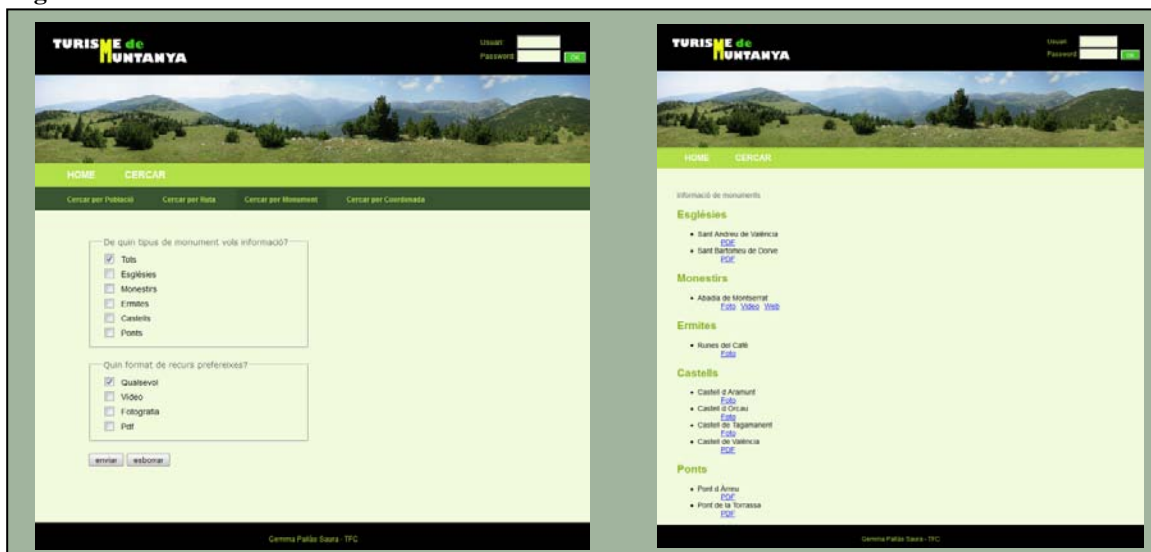 TURISME de
MUNTANYA
Usuari:
Password:
OK
HOME CERCAR
Cercar per Població Cercar per Ruta Cercar per Monument Cercar per Coordenada
De quin tipus de monument vols informació?
Tots
Esglésies
Monestirs
Ermites
Castells
Ponts
Quin format de recurs prefereixes?
Qualsevol
Vídeo
Fotografia
Pdf
enviar esborrar
Gemma Pallàs Saura - TFC
TURISME de
MUNTANYA
Usuari:
Password:
OK
HOME CERCAR
Informació de monuments
Esglésies
Sant Andreu de València
PDF
Sant Bartomeu de Dorve
PDF
Monestirs
Abadia de Montserrat
Foto Video Web
Ermites
Runes del Cafè
Foto
Castells
Castell d Aramunt
Foto
Castell d Orcau
Foto
Castell de Tagamanent
Foto
Castell de València
PDF
Ponts
Pont d Àrreu
PDF
Pont de la Torrassa
PDF
Gemma Pallàs Saura - TFC